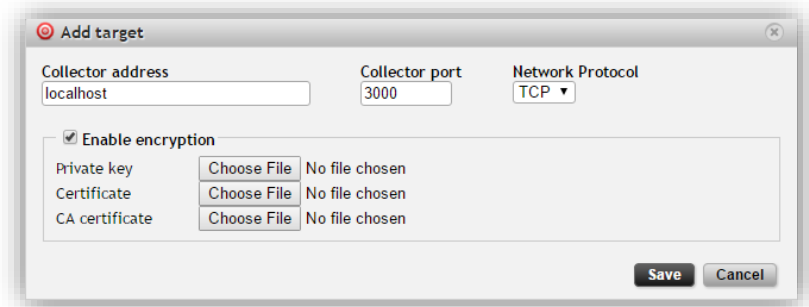 Add target
Collector address Collector port Network Protocol
localhost 3000 TCP
Enable encryption
Private key Choose File No file chosen
Certificate Choose File No file chosen
CA certificate Choose File No file chosen
Save Cancel